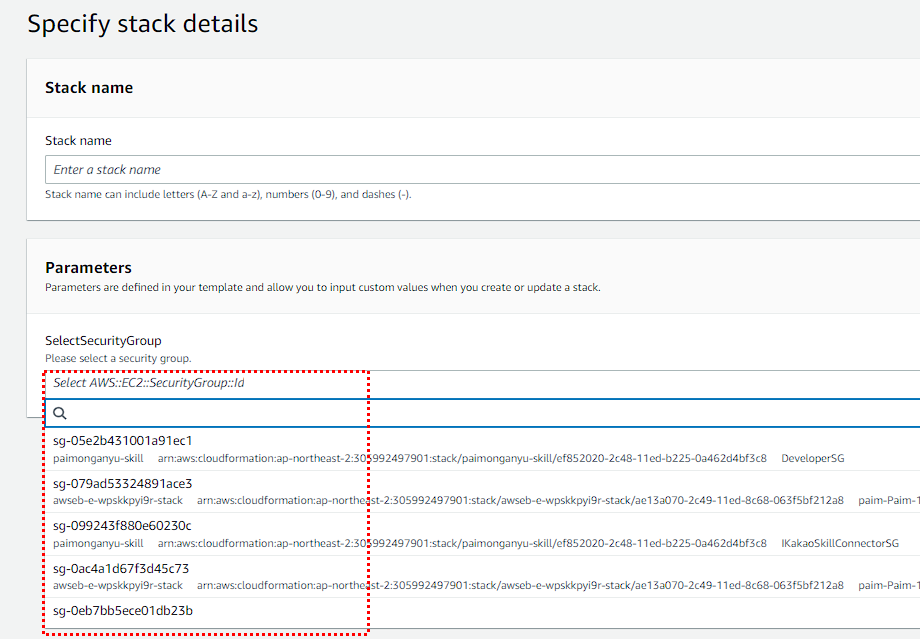 Specify stack details
Stack name
Stack name
Enter a stack name
Stack name can include letters (A-Z and a-z), numbers (0-9), and dashes (-).
Parameters
Parameters are defined in your template and allow you to input custom values when you create or update a stack.
SelectSecurityGroup
Please select a security group.
Select AWS::EC2::SecurityGroup::Id
sg-05e2b431001a91ec1
paimonganyu-skill arn:aws:cloudformation:ap-northeast-2:305992497901:stack/paimonganyu-skill/ef852020-2c48-11ed-b225-0a462d4bf3c8 DeveloperSG
sg-079ad53324891ace3
awseb-e-wpskkpyi9r-stack arn:aws:cloudformation:ap-northeast-2:305992497901:stack/awseb-e-wpskkpyi9r-stack/ae13a070-2c49-11ed-8c68-063f5bf212a8 paim-Paim-1
sg-099243f880e60230c
paimonganyu-skill arn:aws:cloudformation:ap-northeast-2:305992497901:stack/paimonganyu-skill/ef852020-2c48-11ed-b225-0a462d4bf3c8 IKakaoSkillConnectorSG
sg-0ac4a1d67f3d45c73
awseb-e-wpskkpyi9r-stack arn:aws:cloudformation:ap-northeast-2:305992497901:stack/awseb-e-wpskkpyi9r-stack/ae13a070-2c49-11ed-8c68-063f5bf212a8 paim-Paim-1
sg-0eb7bb5ece01db23b